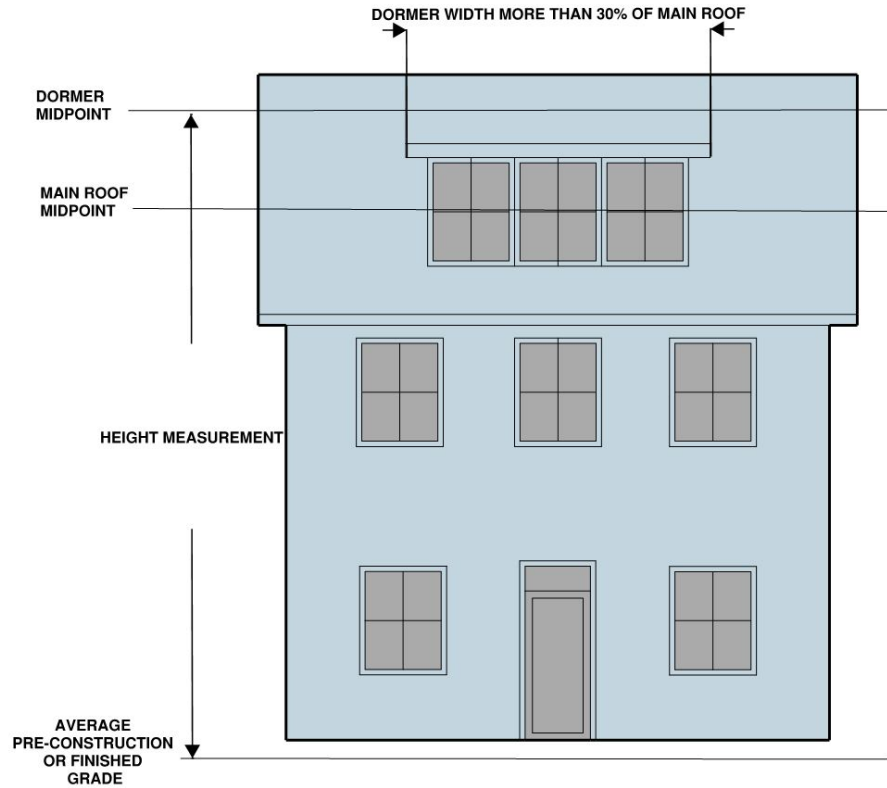 DORMER WIDTH MORE THAN 30% OF MAIN ROOF
DORMER
MIDPOINT
MAIN ROOF
MIDPOINT
HEIGHT MEASUREMENT
AVERAGE
PRE-CONSTRUCTION
OR FINISHED
GRADE